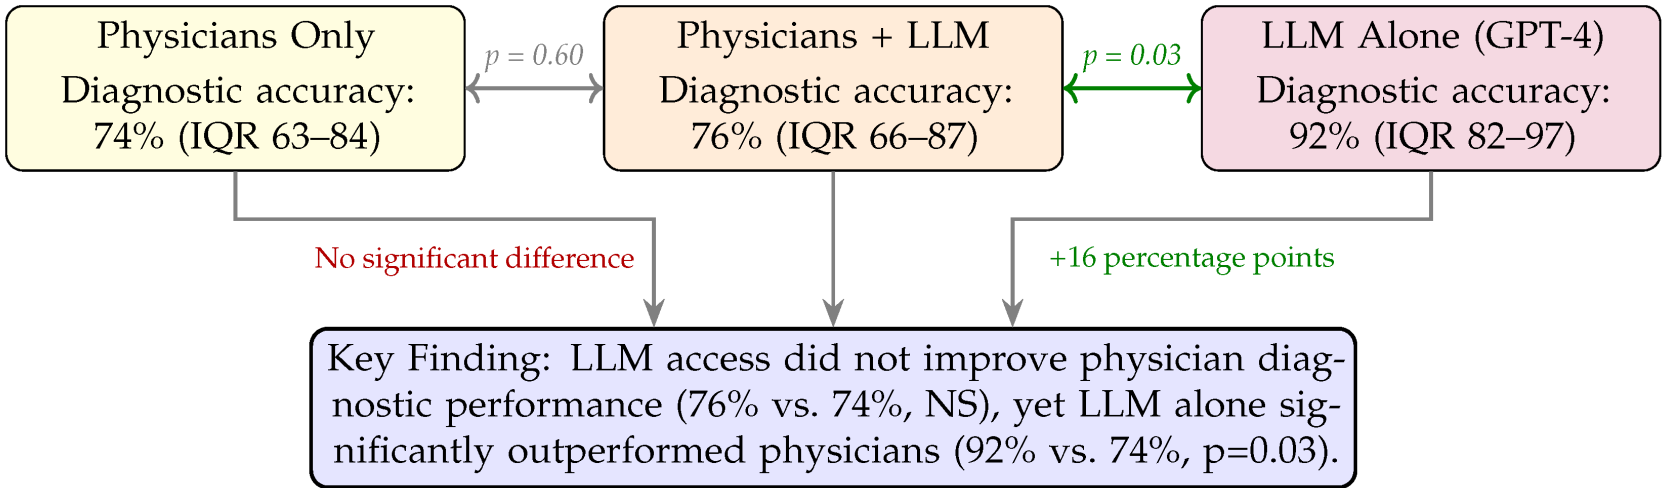 Physicians Only
Diagnostic accuracy:
74% (IQR 63–84)
p = 0.60
Physicians + LLM
Diagnostic accuracy:
76% (IQR 66–87)
p = 0.03
LLM Alone (GPT-4)
Diagnostic accuracy:
92% (IQR 82–97)
No significant difference
+16 percentage points
Key Finding: LLM access did not improve physician diag-
nostic performance (76% vs. 74%, NS), yet LLM alone sig-
nificantly outperformed physicians (92% vs. 74%, p=0.03).